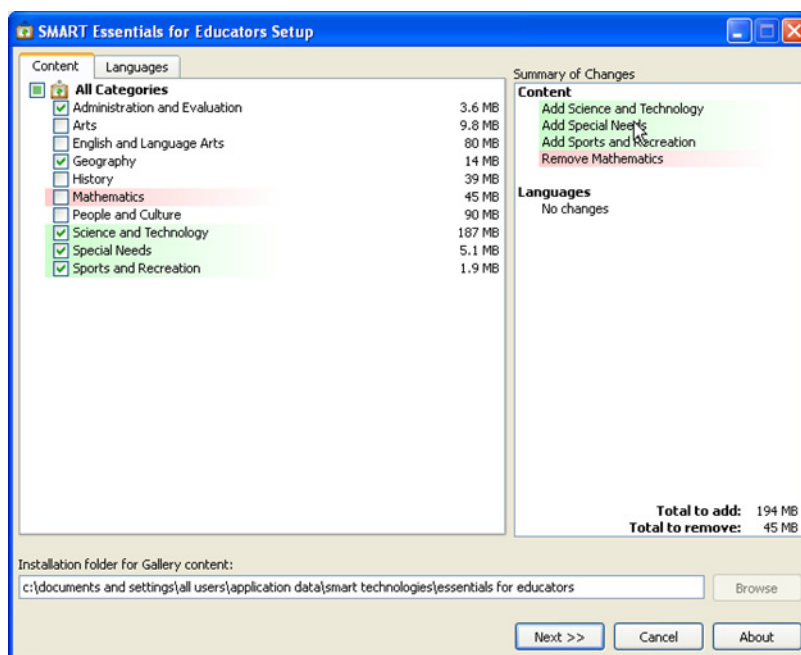 SMART Essentials for Educators Setup
Content Languages
All Categories
Administration and Evaluation 3.6 MB
Arts 9.8 MB
English and Language Arts 80 MB
Geography 14 MB
History 39 MB
Mathematics 45 MB
People and Culture 90 MB
Science and Technology 187 MB
Special Needs 5.1 MB
Sports and Recreation 1.9 MB
Summary of Changes
Content
Add Science and Technology
Add Special Needs
Add Sports and Recreation
Remove Mathematics
Languages
No changes
Total to add: 194 MB
Total to remove: 45 MB
Installation folder for Gallery content:
c:\documents and settings\all users\application data\smart technologies\essentials for educators
Browse
Next >> Cancel About